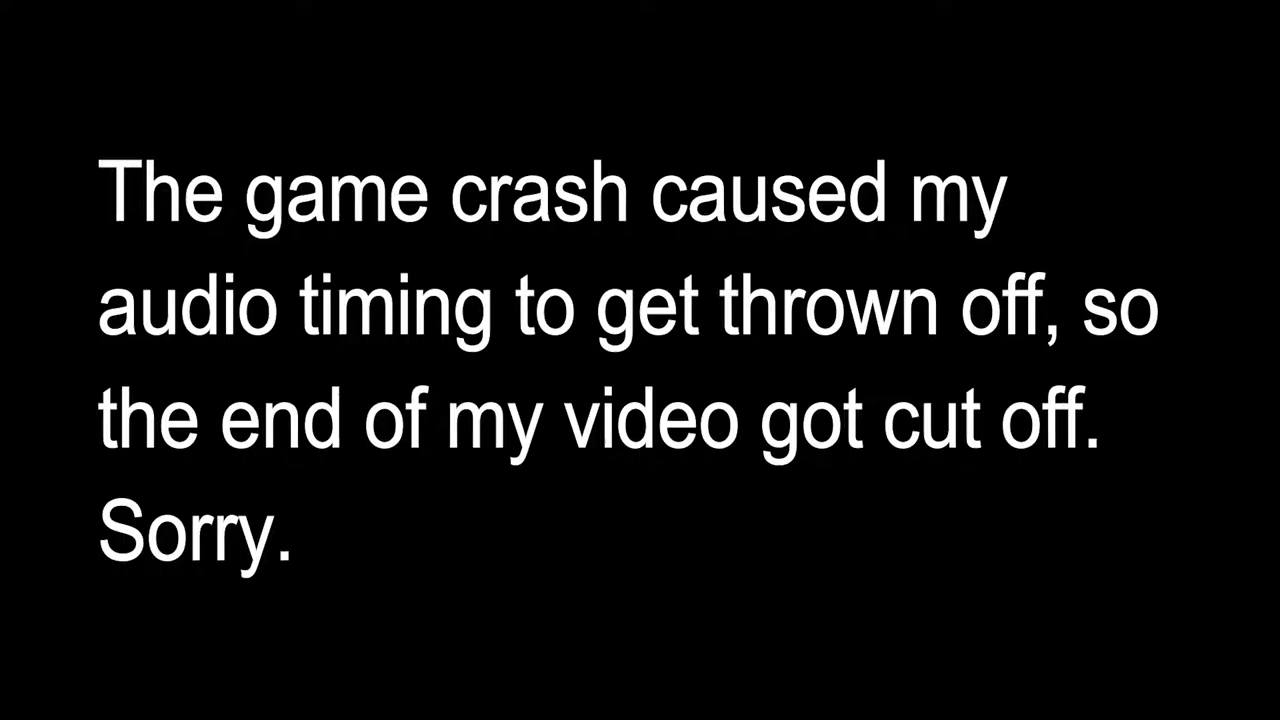 The game crash caused my
audio timing to get thrown off, so
the end of my video got cut off.
Sorry.